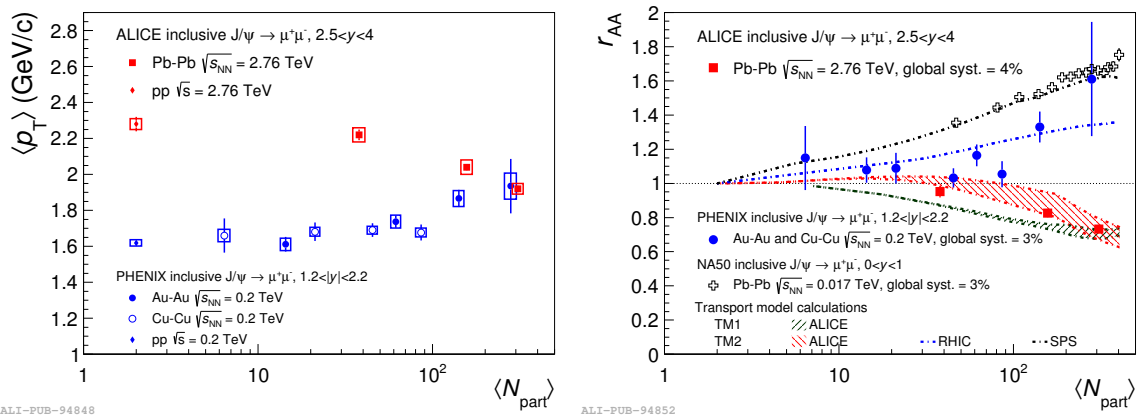 ⟨p_T⟩ (GeV/c)
2.8
2.6
2.4
2.2
2
1.8
1.6
1.4
1.2
1
ALICE inclusive J/ψ → μ⁺μ⁻, 2.5<y<4
Pb-Pb √s_NN = 2.76 TeV
pp √s = 2.76 TeV
PHENIX inclusive J/ψ → μ⁺μ⁻, 1.2<|y|<2.2
Au-Au √s_NN = 0.2 TeV
Cu-Cu √s_NN = 0.2 TeV
pp √s = 0.2 TeV
1 10 10²
⟨N_part⟩
ALI-PUB-94848
r_AA
2
1.8
1.6
1.4
1.2
1
0.8
0.6
0.4
0.2
0
ALICE inclusive J/ψ → μ⁺μ⁻, 2.5<y<4
Pb-Pb √s_NN = 2.76 TeV, global syst. = 4%
PHENIX inclusive J/ψ → μ⁺μ⁻, 1.2<|y|<2.2
Au-Au and Cu-Cu √s_NN = 0.2 TeV, global syst. = 3%
NA50 inclusive J/ψ → μ⁺μ⁻, 0<y<1
Pb-Pb √s_NN = 0.017 TeV, global syst. = 3%
Transport model calculations
TM1 ALICE
TM2 ALICE RHIC SPS
1 10 10²
⟨N_part⟩
ALI-PUB-94852